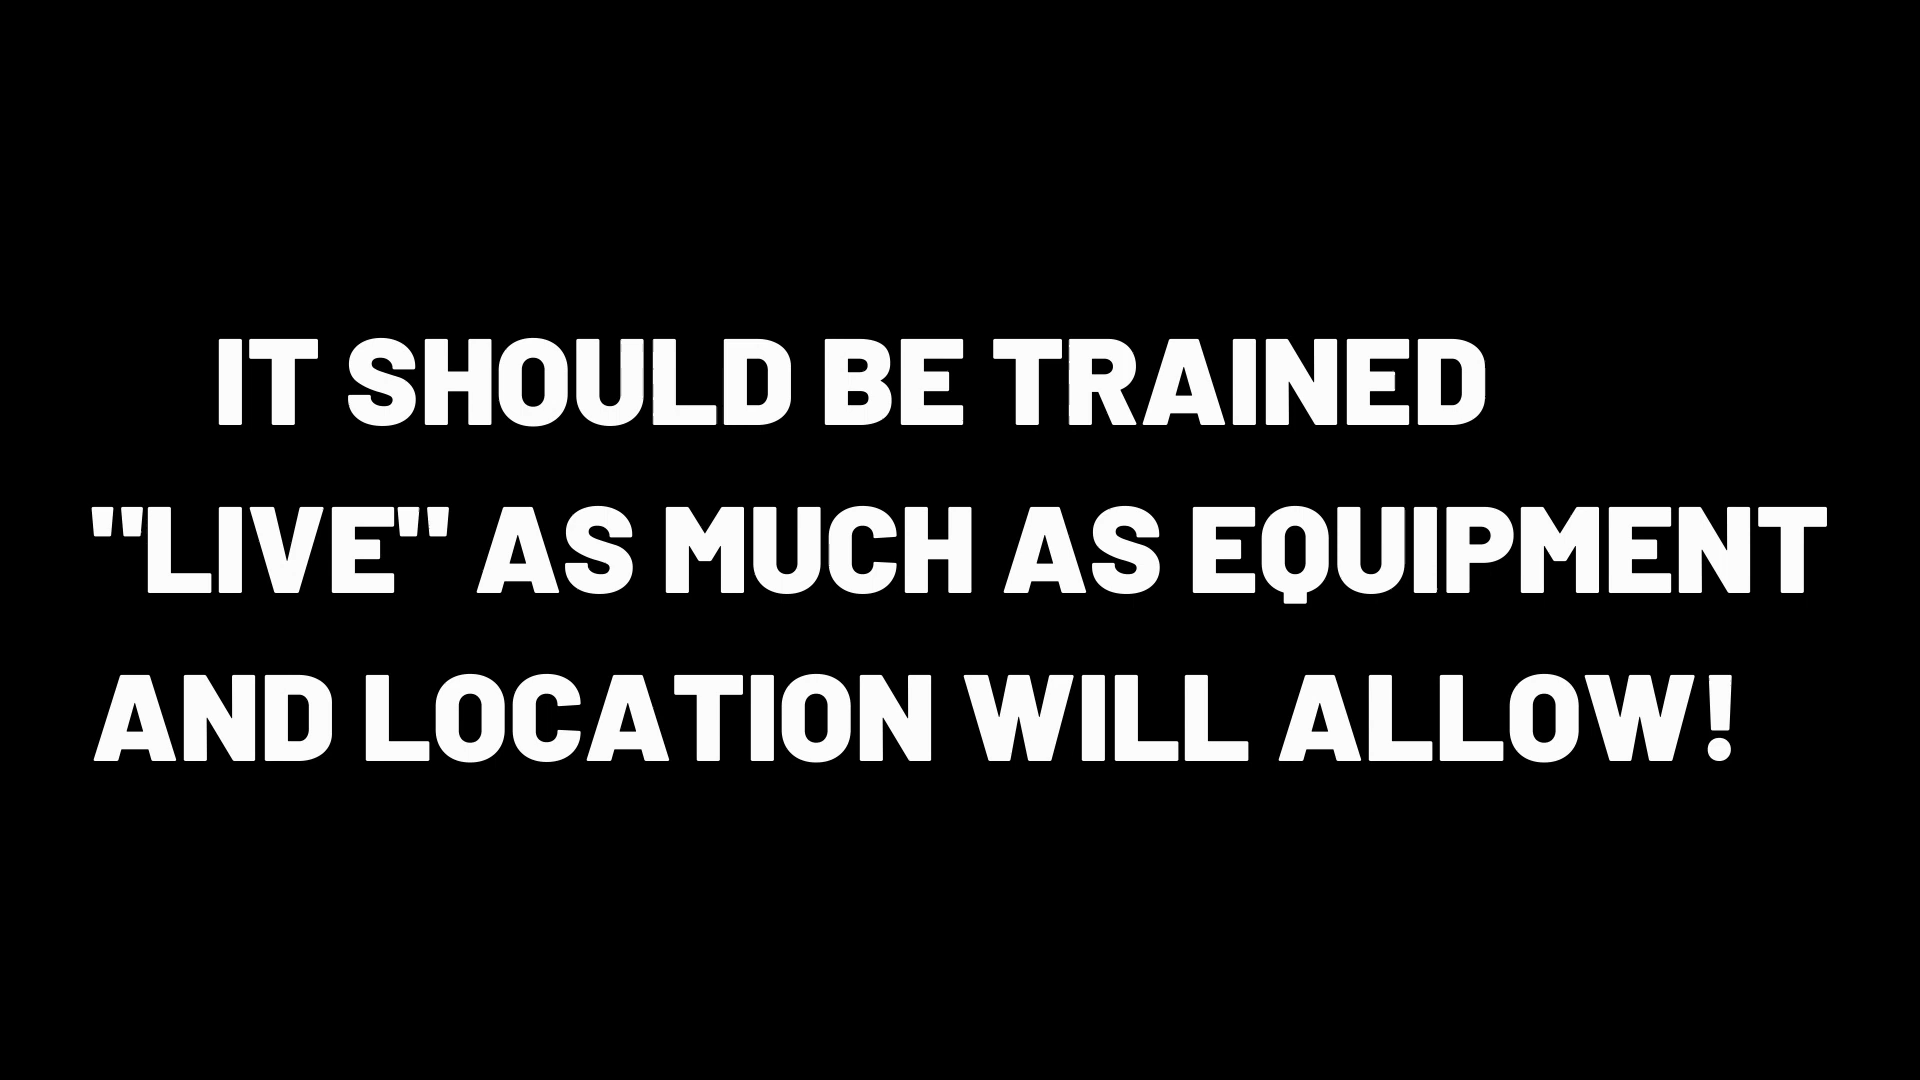 IT SHOULD BE TRAINED
"LIVE" AS MUCH AS EQUIPMENT
AND LOCATION WILL ALLOW!